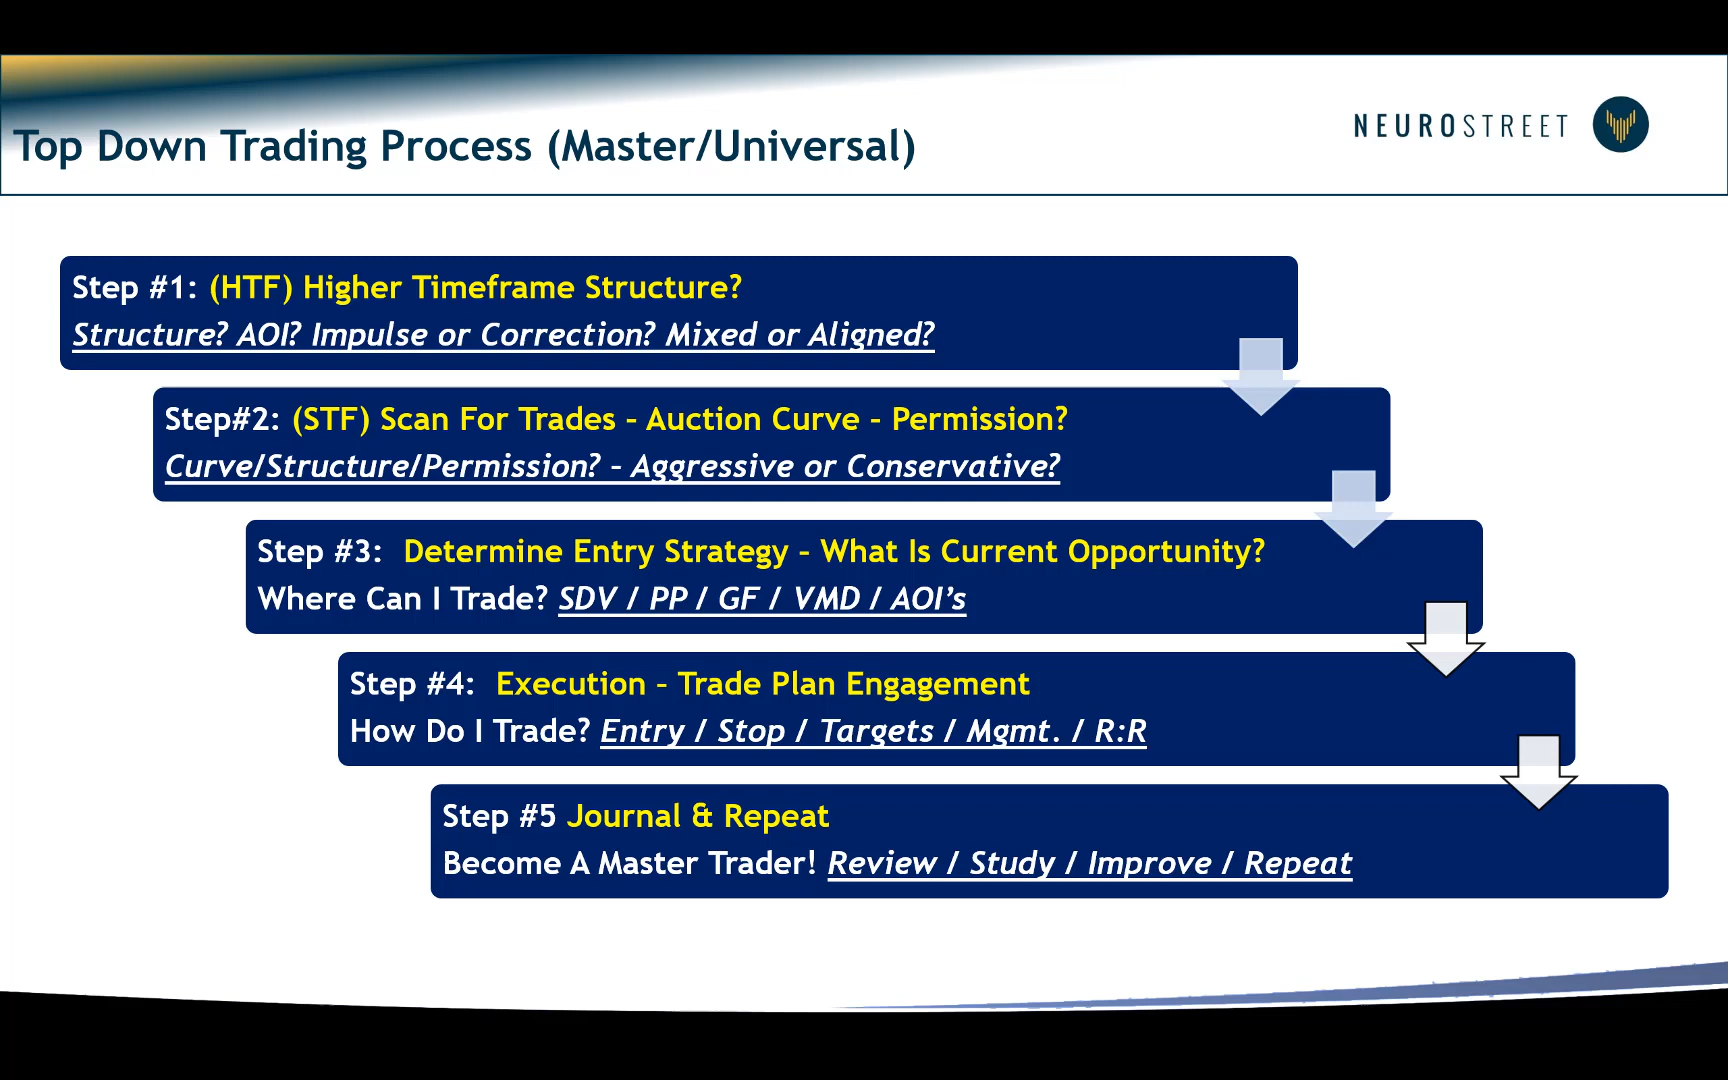 Top Down Trading Process (Master/Universal)
NEUROSTREET
Step #1: (HTF) Higher Timeframe Structure?
Structure? AOI? Impulse or Correction? Mixed or Aligned?
Step#2: (STF) Scan For Trades – Auction Curve – Permission?
Curve/Structure/Permission? – Aggressive or Conservative?
Step #3: Determine Entry Strategy – What Is Current Opportunity?
Where Can I Trade? SDV / PP / GF / VMD / AOI’s
Step #4: Execution – Trade Plan Engagement
How Do I Trade? Entry / Stop / Targets / Mgmt. / R:R
Step #5 Journal & Repeat
Become A Master Trader! Review / Study / Improve / Repeat